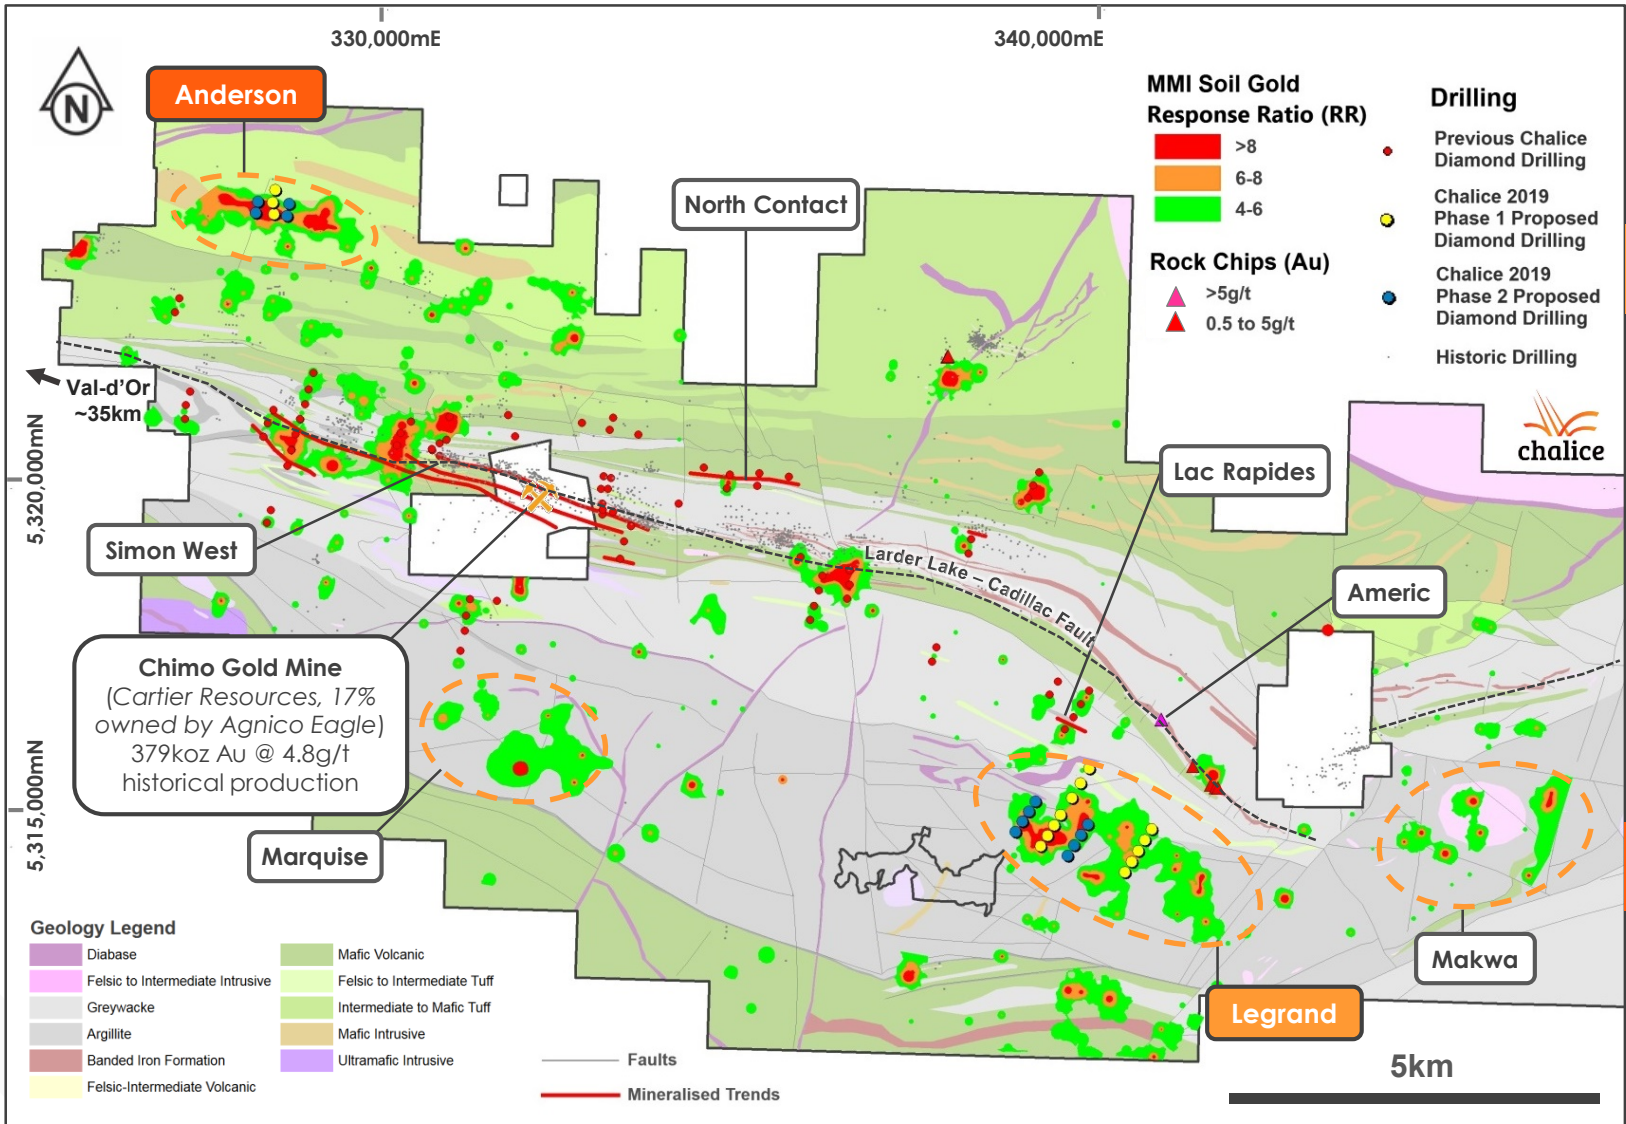 330,000mE
340,000mE
N
Anderson
MMI Soil Gold
Response Ratio (RR)
>8
6-8
4-6
Rock Chips (Au)
>5g/t
0.5 to 5g/t
Drilling
Previous Chalice
Diamond Drilling
Chalice 2019
Phase 1 Proposed
Diamond Drilling
Chalice 2019
Phase 2 Proposed
Diamond Drilling
Historic Drilling
chalice
North Contact
Val-d'Or
~35km
5,320,000mN
Lac Rapides
Simon West
Larder Lake – Cadillac Fault
Americ
Chimo Gold Mine
(Cartier Resources, 17%
owned by Agnico Eagle)
379koz Au @ 4.8g/t
historical production
5,315,000mN
Marquise
Makwa
Legrand
Geology Legend
Diabase
Felsic to Intermediate Intrusive
Greywacke
Argillite
Banded Iron Formation
Felsic-Intermediate Volcanic
Mafic Volcanic
Felsic to Intermediate Tuff
Intermediate to Mafic Tuff
Mafic Intrusive
Ultramafic Intrusive
Faults
Mineralised Trends
5km